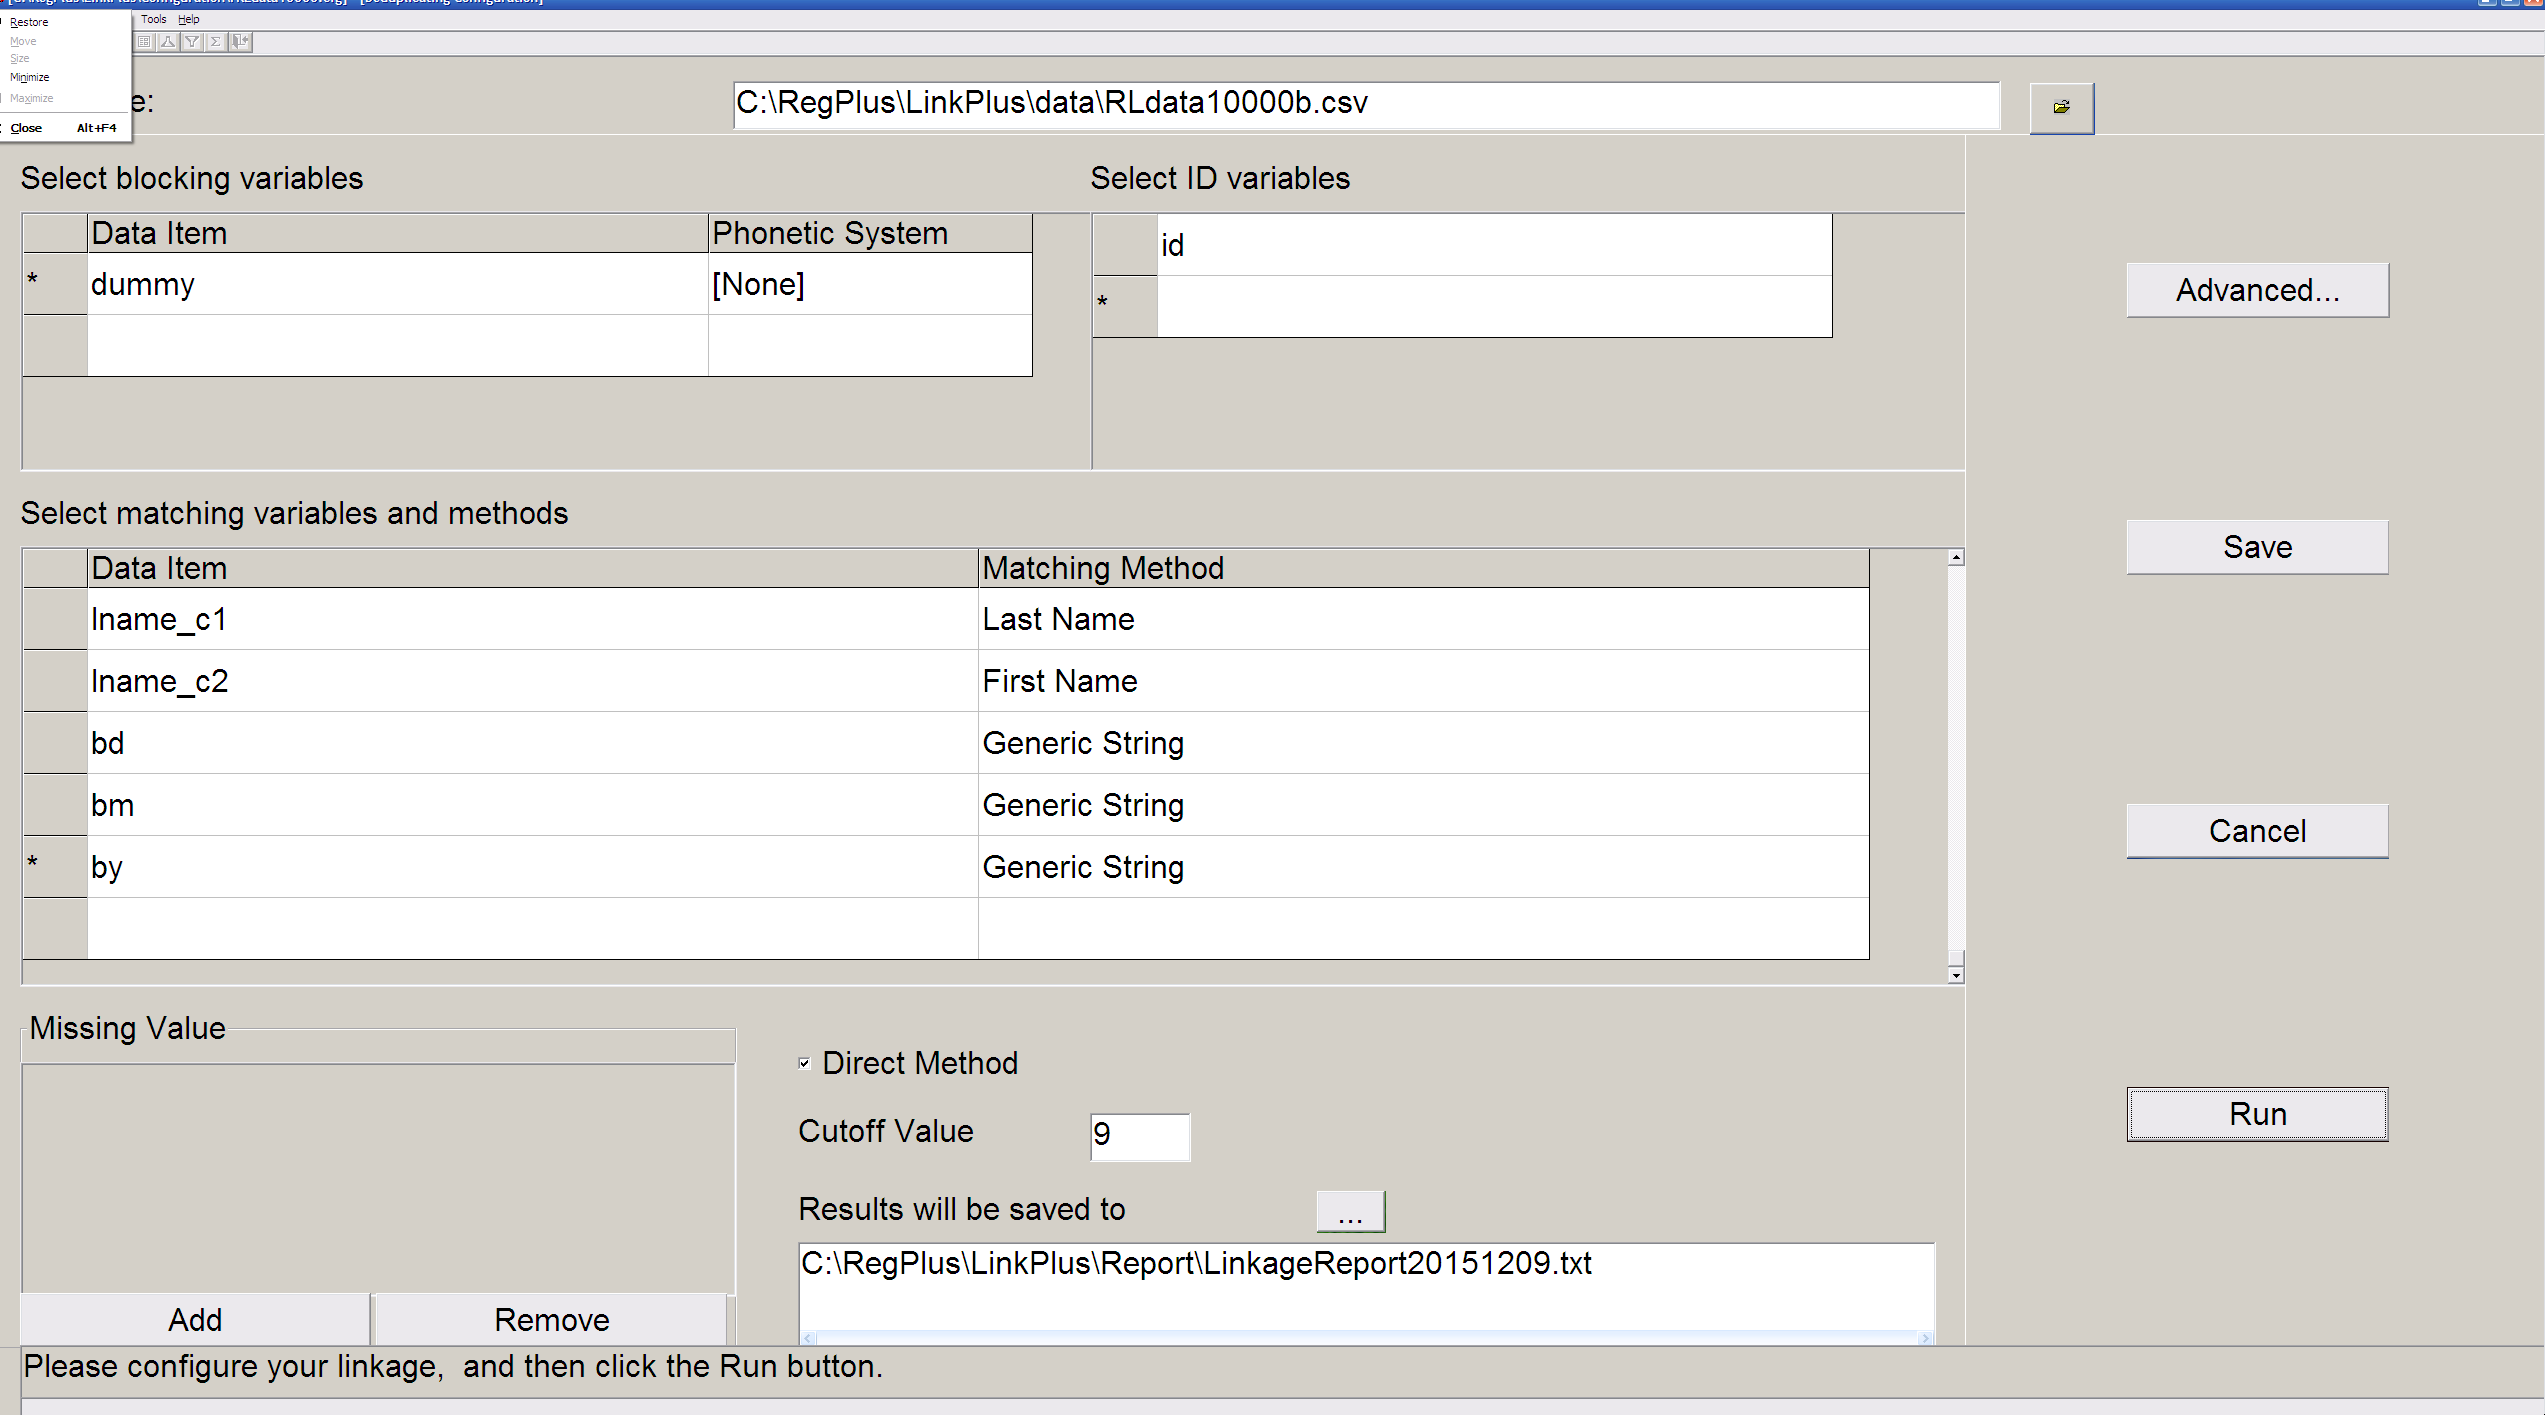 Restore
Tools Help
Move
Size
Minimize
Maximize
Close Alt+F4
e:
C:\RegPlus\LinkPlus\data\RLdata10000b.csv
Select blocking variables
Select ID variables
Data Item Phonetic System
* dummy [None]
id
*
Advanced...
Select matching variables and methods
Data Item Matching Method
lname_c1 Last Name
lname_c2 First Name
bd Generic String
bm Generic String
* by Generic String
Save
Cancel
Run
Missing Value
Add Remove
Direct Method
Cutoff Value 9
Results will be saved to ...
C:\RegPlus\LinkPlus\Report\LinkageReport20151209.txt
Please configure your linkage, and then click the Run button.